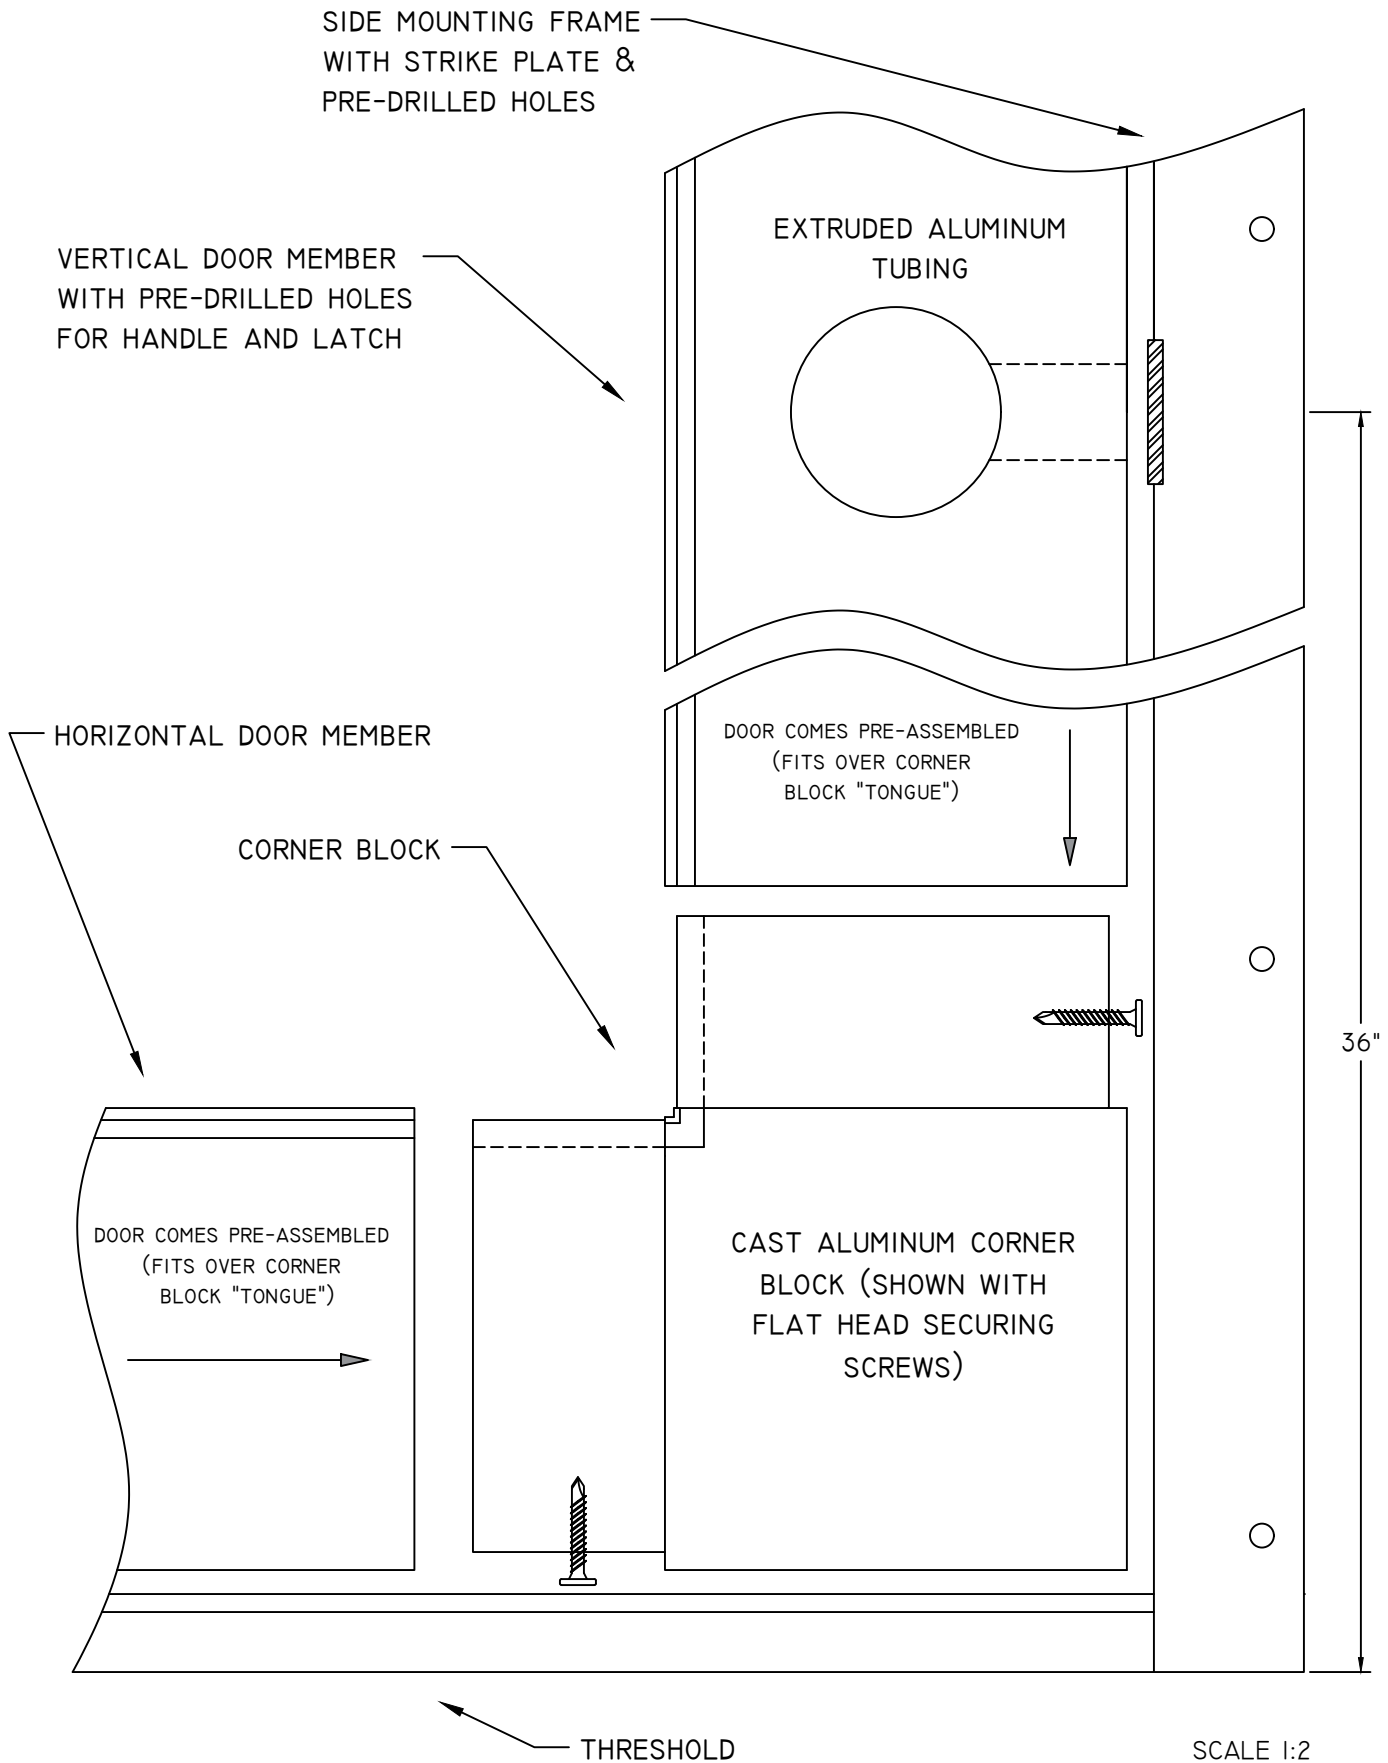 SIDE MOUNTING FRAME
WITH STRIKE PLATE &
PRE-DRILLED HOLES
EXTRUDED ALUMINUM
TUBING
VERTICAL DOOR MEMBER
WITH PRE-DRILLED HOLES
FOR HANDLE AND LATCH
HORIZONTAL DOOR MEMBER
DOOR COMES PRE-ASSEMBLED
(FITS OVER CORNER
BLOCK "TONGUE")
CORNER BLOCK
36"
DOOR COMES PRE-ASSEMBLED
(FITS OVER CORNER
BLOCK "TONGUE")
CAST ALUMINUM CORNER
BLOCK (SHOWN WITH
FLAT HEAD SECURING
SCREWS)
THRESHOLD
SCALE 1:2